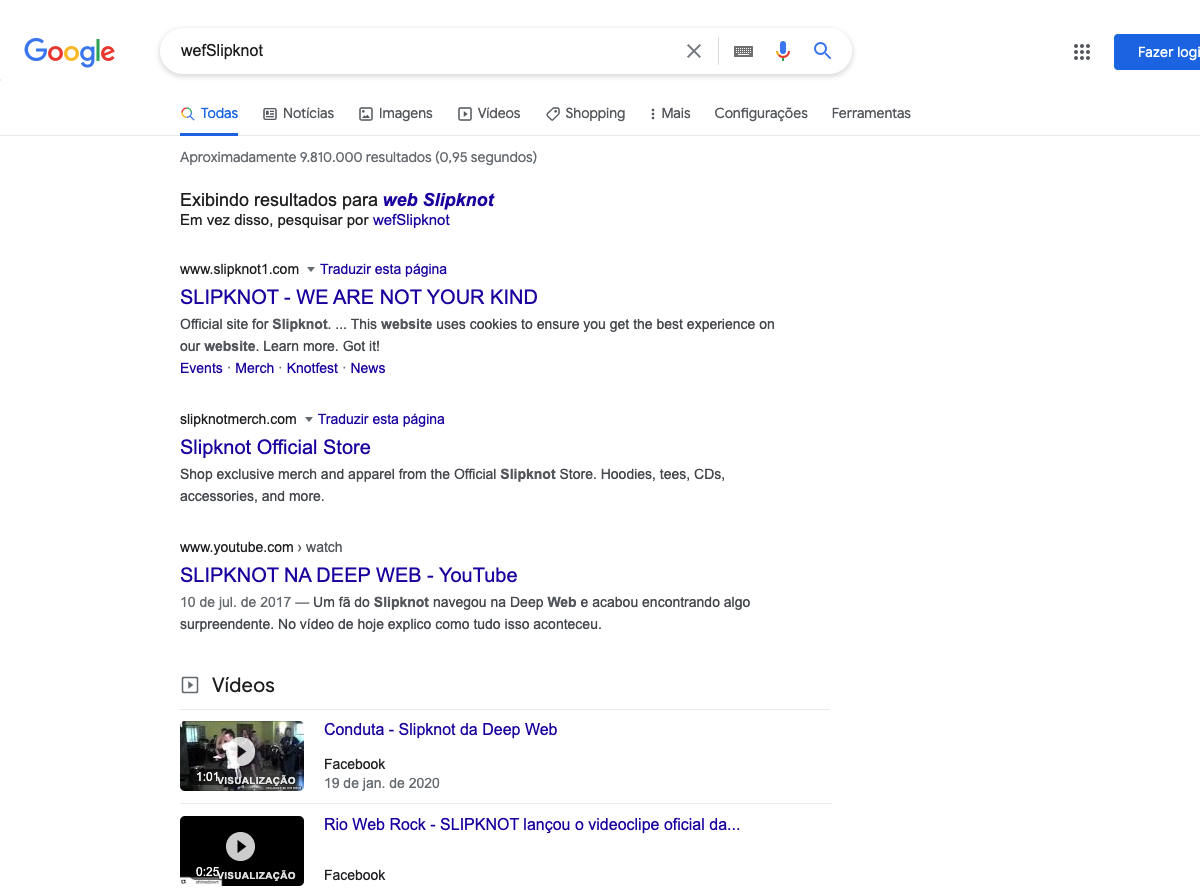 Google
wefSlipknot
Fazer logi
Todas
Notícias
Imagens
Vídeos
Shopping
Mais
Configurações
Ferramentas
Aproximadamente 9.810.000 resultados (0,95 segundos)
Exibindo resultados para web Slipknot
Em vez disso, pesquisar por wefSlipknot
www.slipknot1.com Traduzir esta página
SLIPKNOT - WE ARE NOT YOUR KIND
Official site for Slipknot. ... This website uses cookies to ensure you get the best experience on
our website. Learn more. Got it!
Events · Merch · Knotfest · News
slipknotmerch.com Traduzir esta página
Slipknot Official Store
Shop exclusive merch and apparel from the Official Slipknot Store. Hoodies, tees, CDs,
accessories, and more.
www.youtube.com › watch
SLIPKNOT NA DEEP WEB - YouTube
10 de jul. de 2017 — Um fã do Slipknot navegou na Deep Web e acabou encontrando algo
surpreendente. No vídeo de hoje explico como tudo isso aconteceu.
Vídeos
Conduta - Slipknot da Deep Web
1:01
VISUALIZAÇÃO
Facebook
19 de jan. de 2020
Rio Web Rock - SLIPKNOT lançou o videoclipe oficial da...
0:25
VISUALIZAÇÃO
Facebook